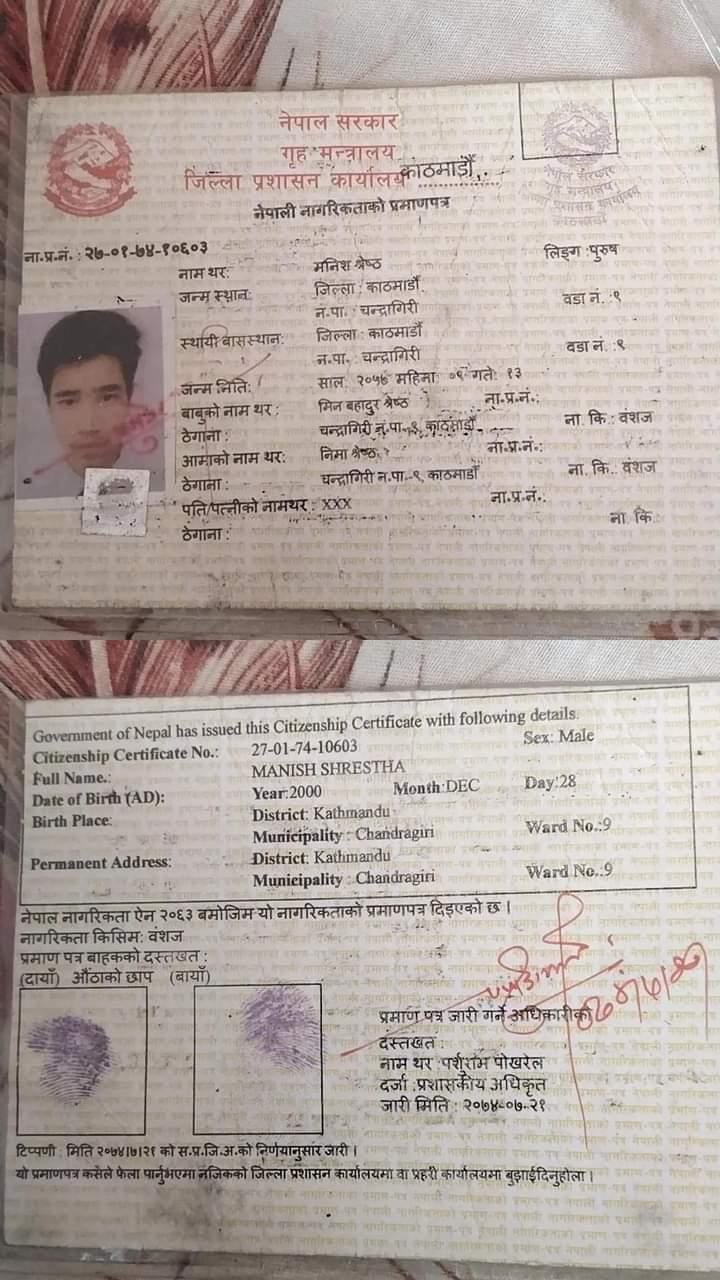 नेपाल सरकार
गृह मन्त्रालय
जिल्ला प्रशासन कार्यालय काठमाडौं
नेपाली नागरिकताको प्रमाणपत्र
ना.प्र.नं.: २७-०१-७४-१०६०३
नाम थर: मनिश श्रेष्ठ लिङ्ग :पुरुष
जन्म स्थान: जिल्ला : काठमाडौं
न.पा. : चन्द्रागिरी वडा नं. :९
स्थायी बासस्थान: जिल्ला : काठमाडौं
न.पा. : चन्द्रागिरी वडा नं. :९
जन्म मिति: साल: २०५७ महिमा: ०९ गते: १३
बाबुको नाम थर: मिन बहादुर श्रेष्ठ ना.प्र.नं.:
ठेगाना : चन्द्रागिरी न.पा.-९, काठमाडौं ना. कि.: वंशज
आमाको नाम थर: निमा श्रेष्ठ ना.प्र.नं.:
ठेगाना: चन्द्रागिरी न.पा.-९, काठमाडौं ना. कि.: वंशज
पति/पत्नीको नामथर : XXX ना.प्र.नं.:
ठेगाना : ना. कि.
Government of Nepal has issued this Citizenship Certificate with following details.
Citizenship Certificate No.: 27-01-74-10603 Sex: Male
Full Name.: MANISH SHRESTHA
Date of Birth (AD): Year:2000 Month:DEC Day:28
Birth Place: District: Kathmandu
Municipality : Chandragiri Ward No.:9
Permanent Address: District: Kathmandu
Municipality : Chandragiri Ward No.:9
नेपाल नागरिकता ऐन २०६३ बमोजिम यो नागरिकताको प्रमाणपत्र दिइएको छ।
नागरिकता किसिम: वंशज
प्रमाण पत्र बाहकको दस्तखत :
(दायाँ) औंठाको छाप (बायाँ)
प्रमाण पत्र जारी गर्ने अधिकारीको
दस्तखत :
नाम थर : पर्शुराम पोखरेल
दर्जा :प्रशासकीय अधिकृत
जारी मिति : २०७४-०७-२१
टिप्पणी : मिति २०७४।७।२१ को स.प्र.जि.अ.को निर्णयानुसार जारी।
यो प्रमाणपत्र कसैले फेला पार्नुभएमा नजिकको जिल्ला प्रशासन कार्यालयमा वा प्रहरी कार्यालयमा बुझाईदिनुहोला।